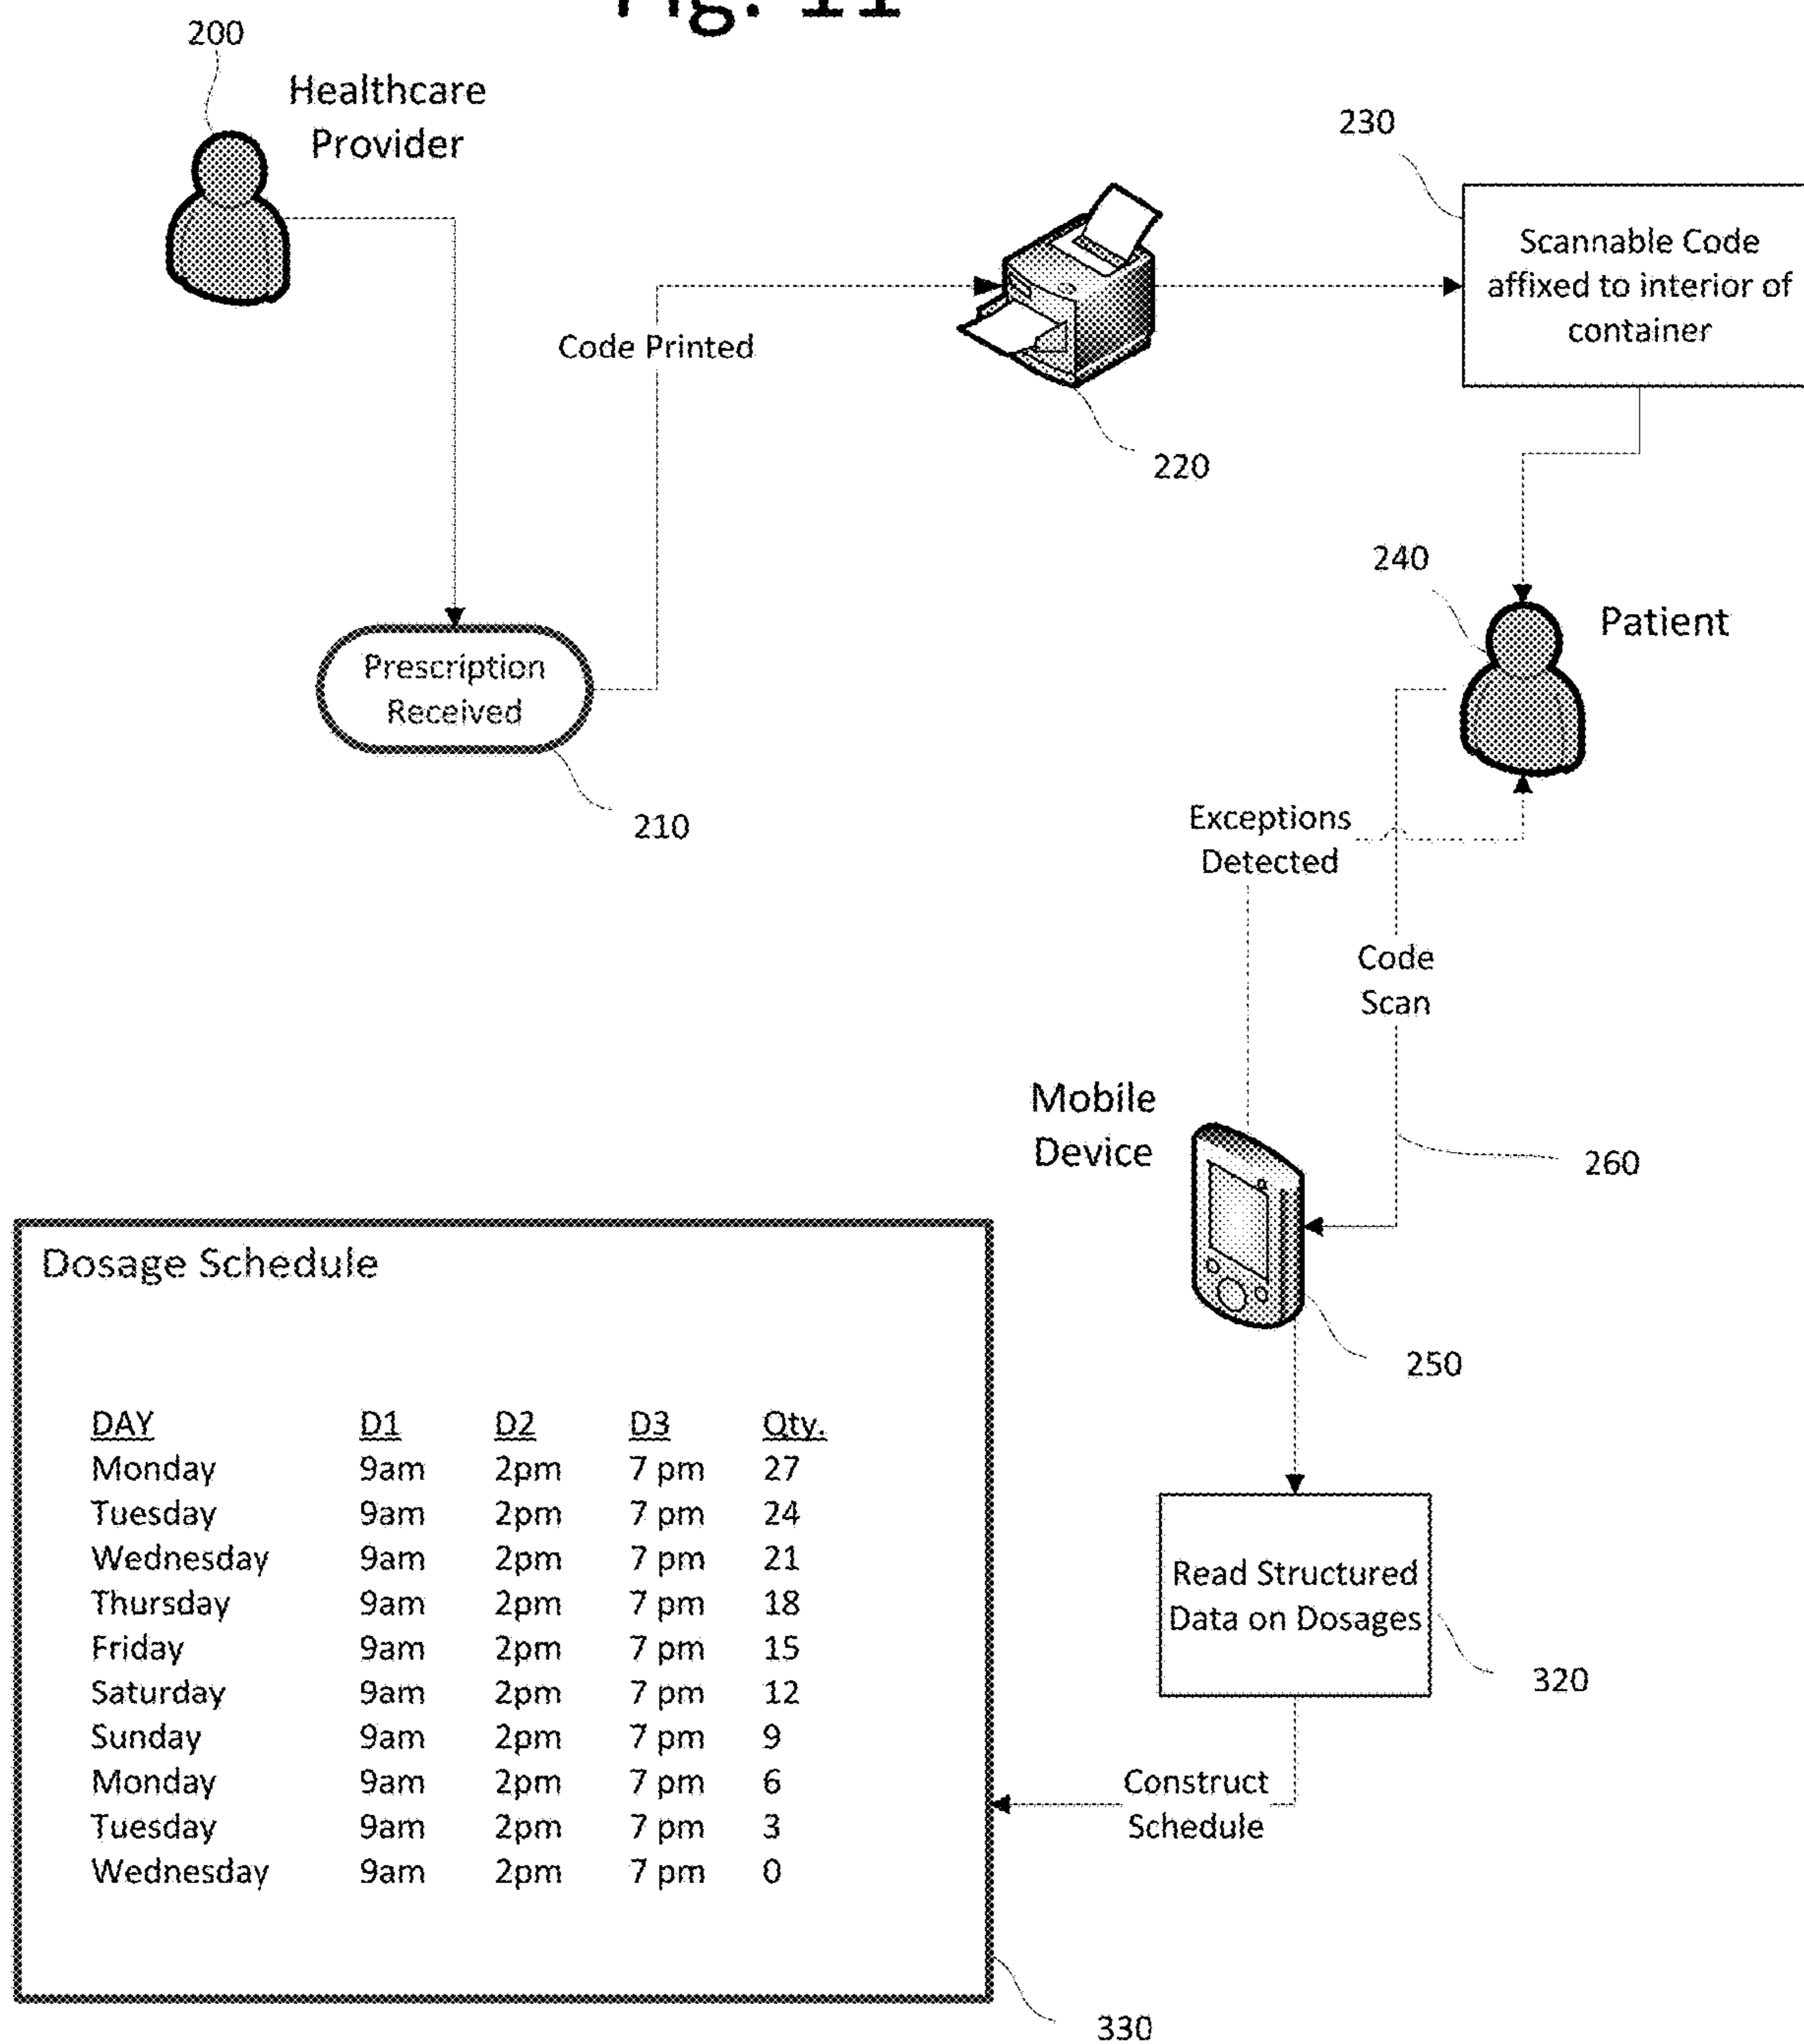 Fig. 11
200
Healthcare
Provider
230
Scannable Code
affixed to interior of
container
Code Printed
220
240
Patient
Prescription
Received
210
Exceptions
Detected
Code
Scan
Mobile
Device
260
250
Dosage Schedule
DAY D1 D2 D3 Qty.
Monday 9am 2pm 7 pm 27
Tuesday 9am 2pm 7 pm 24
Wednesday 9am 2pm 7 pm 21
Thursday 9am 2pm 7 pm 18
Friday 9am 2pm 7 pm 15
Saturday 9am 2pm 7 pm 12
Sunday 9am 2pm 7 pm 9
Monday 9am 2pm 7 pm 6
Tuesday 9am 2pm 7 pm 3
Wednesday 9am 2pm 7 pm 0
Read Structured
Data on Dosages
320
Construct
Schedule
330